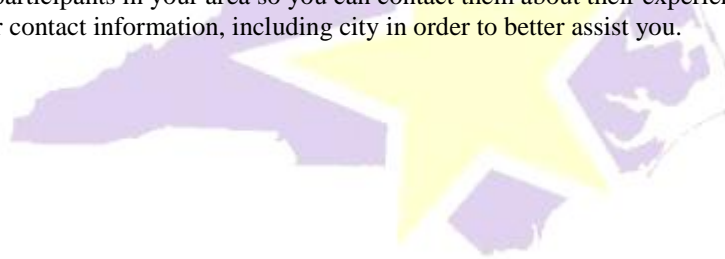 participants in your area so you can contact them about their
contact information, including city in order to better assist you.